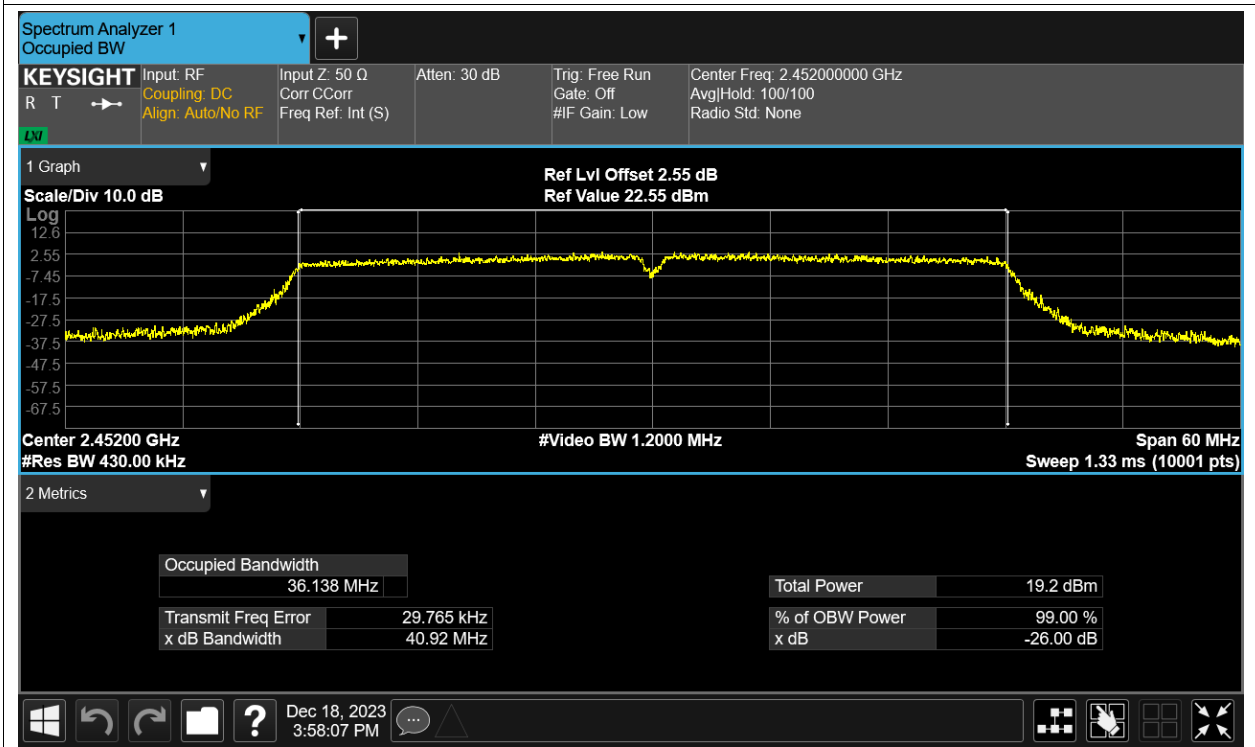 Spectrum Analyzer 1
Occupied BW
KEYSIGHT
R T
LXI
Input: RF
Coupling: DC
Align: Auto/No RF
Input Z: 50 Ω
Corr CCorr
Freq Ref: Int (S)
Atten: 30 dB
Trig: Free Run
Gate: Off
#IF Gain: Low
Center Freq: 2.452000000 GHz
Avg|Hold: 100/100
Radio Std: None
1 Graph
Scale/Div 10.0 dB
Ref Lvl Offset 2.55 dB
Ref Value 22.55 dBm
Log
12.6
2.55
-7.45
-17.5
-27.5
-37.5
-47.5
-57.5
-67.5
Center 2.45200 GHz
#Res BW 430.00 kHz
#Video BW 1.2000 MHz
Span 60 MHz
Sweep 1.33 ms (10001 pts)
2 Metrics
Occupied Bandwidth
36.138 MHz
Transmit Freq Error 29.765 kHz
x dB Bandwidth 40.92 MHz
Total Power 19.2 dBm
% of OBW Power 99.00 %
x dB -26.00 dB
?
Dec 18, 2023
3:58:07 PM